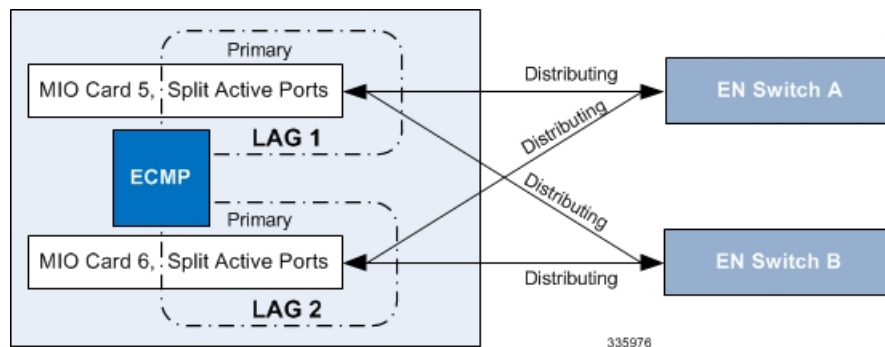 Primary
MIO Card 5, Split Active Ports
LAG 1
ECMP
Primary
MIO Card 6, Split Active Ports
LAG 2
Distributing
Distributing
Distributing
Distributing
EN Switch A
EN Switch B
335976